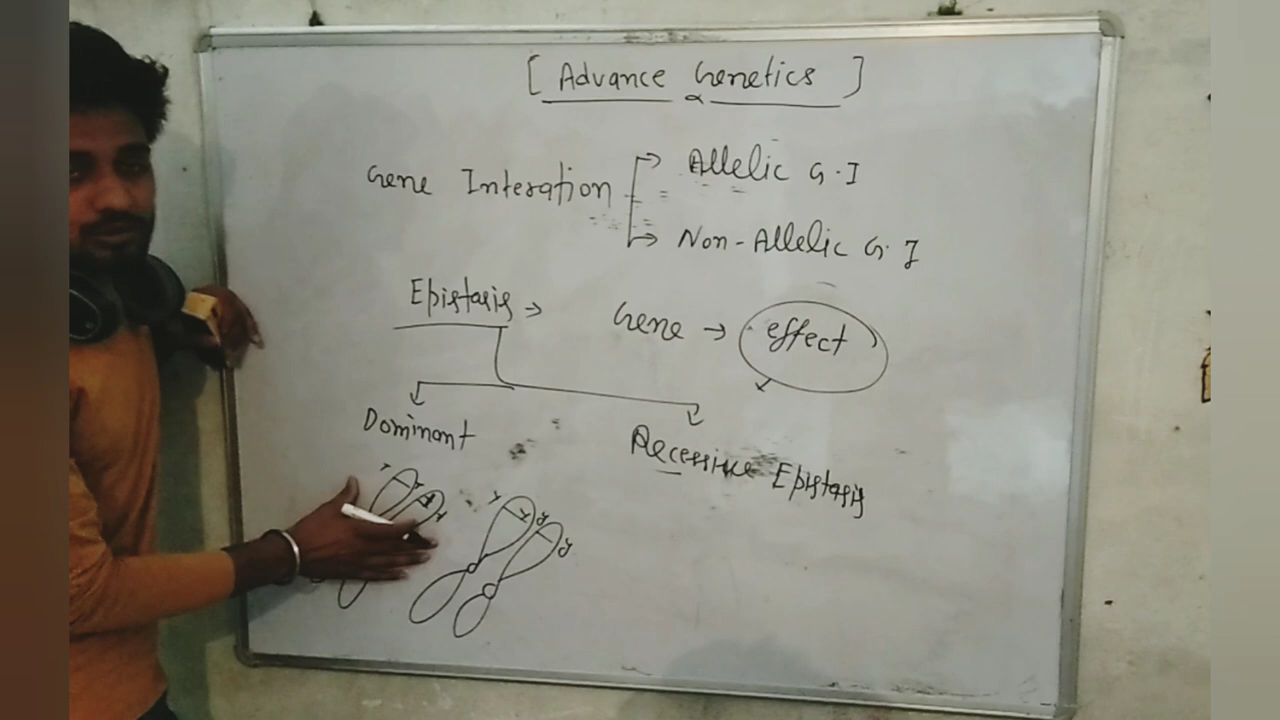 [ Advance Genetics ]
Gene Interation
Allelic G.I
Non-Allelic G.I
Epistasis → Gene → effect
Dominant
Recessive Epistasis
y y y